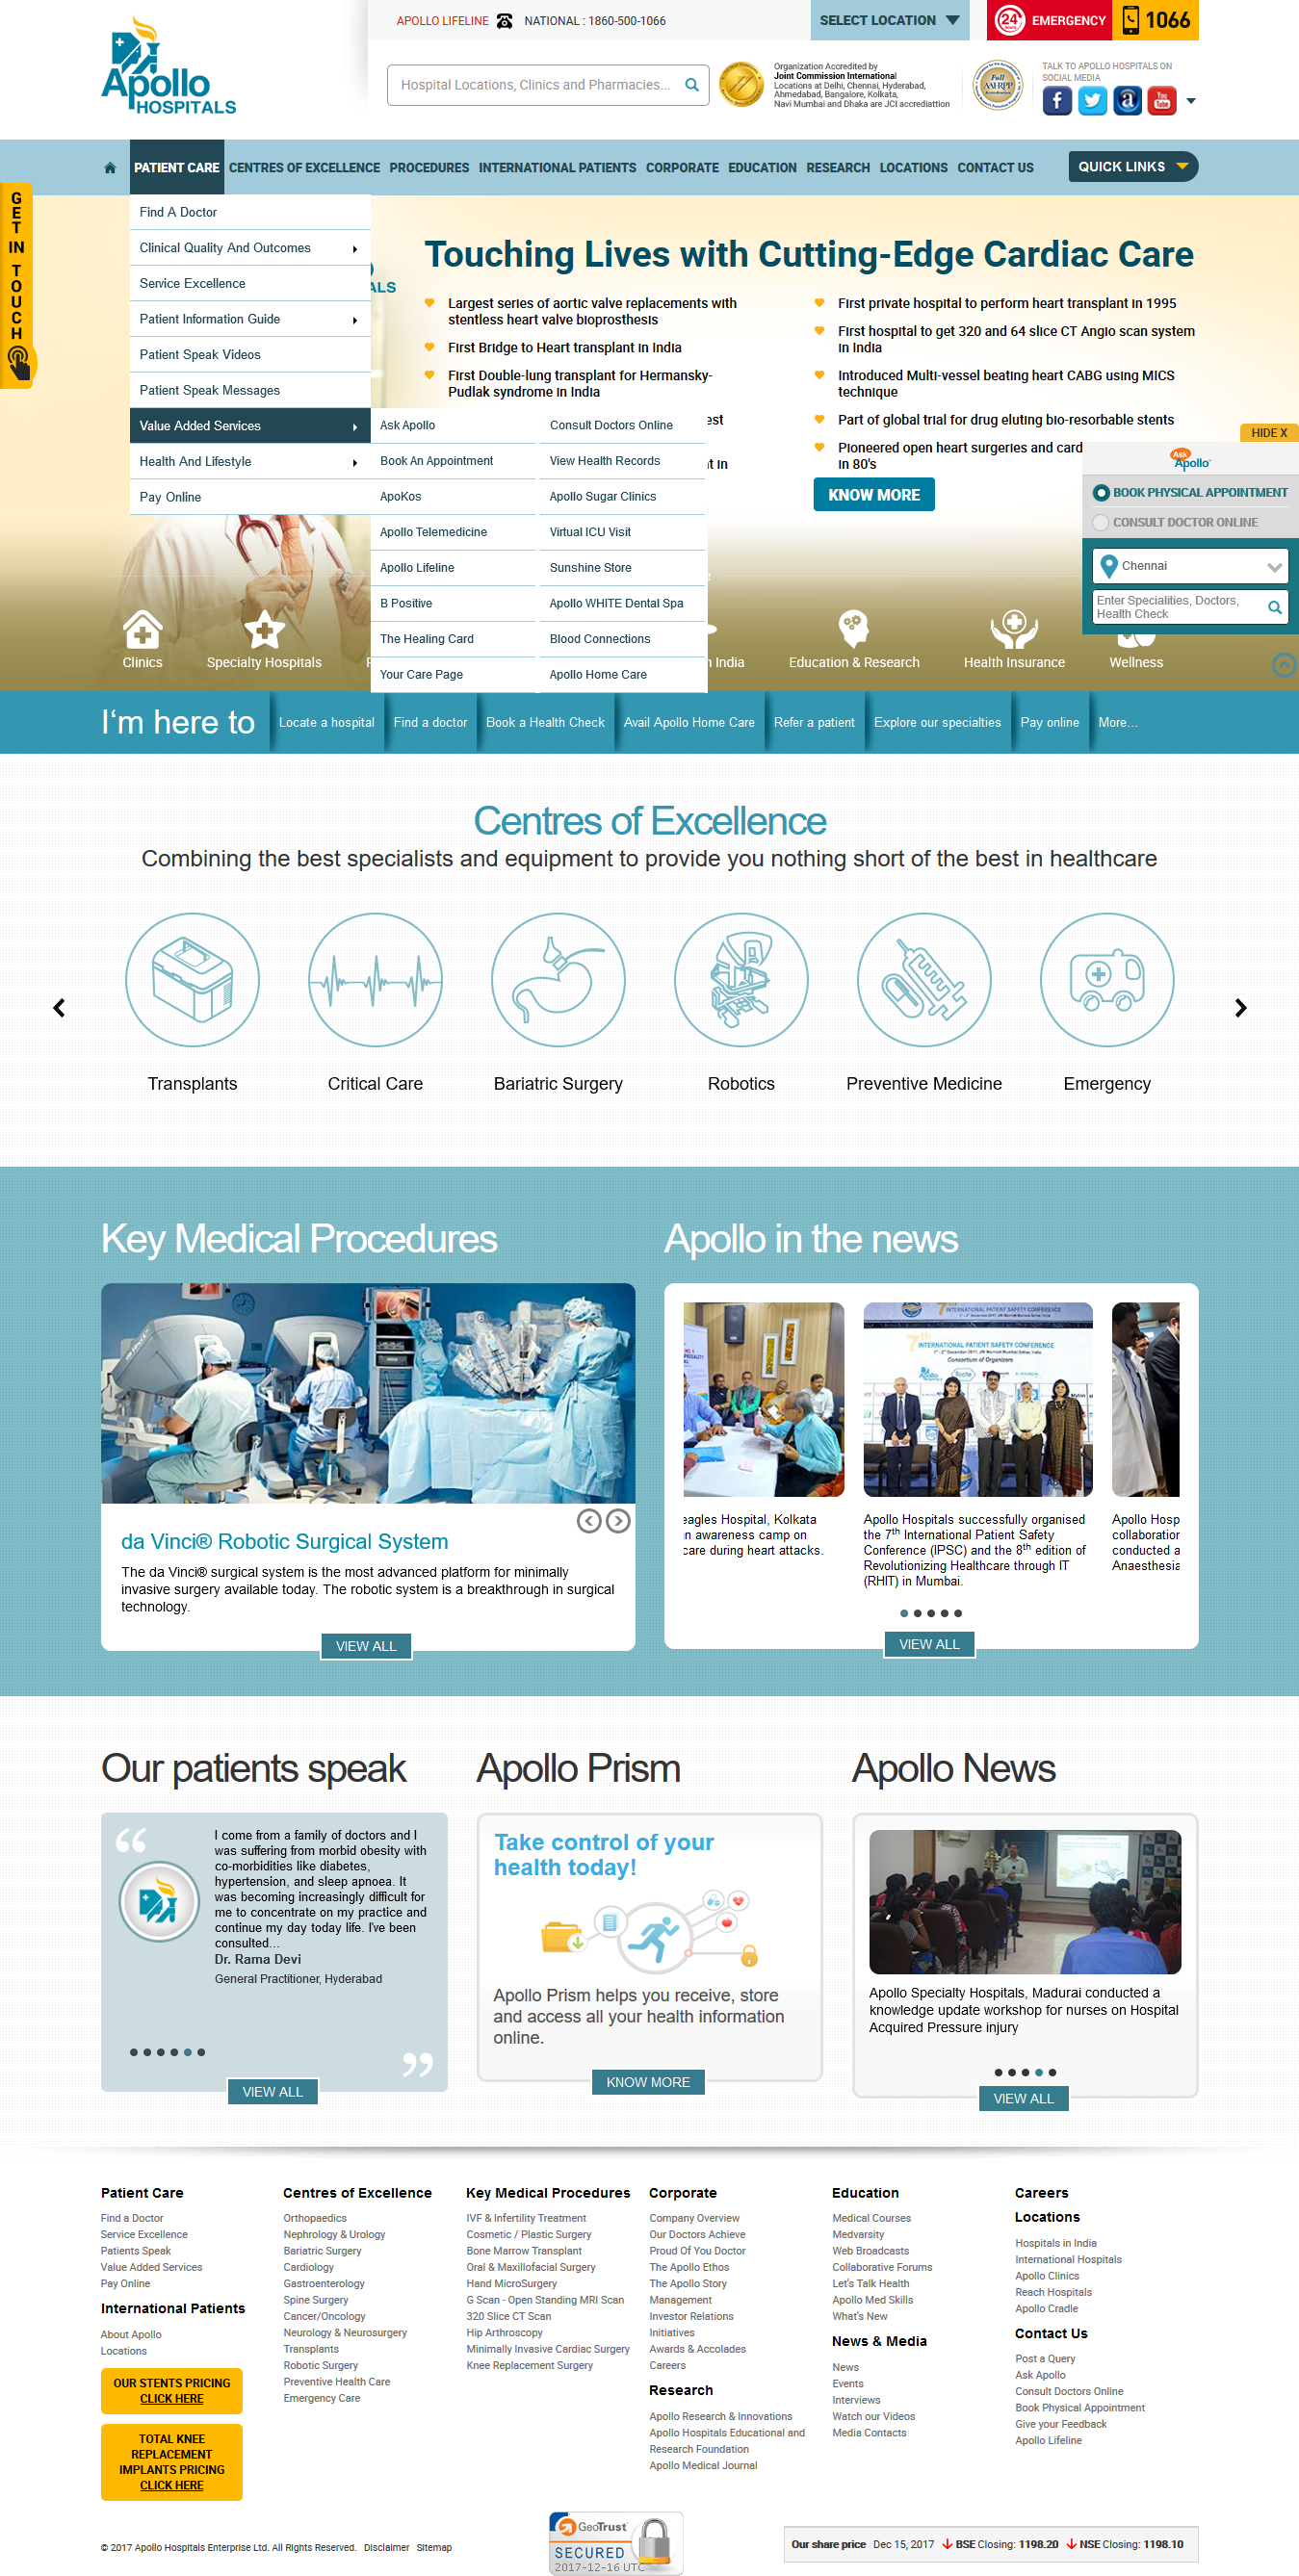 Apollo
HOSPITALS
APOLLO LIFELINE NATIONAL : 1860-500-1066
SELECT LOCATION
24 EMERGENCY
1066
Hospital Locations, Clinics and Pharmacies...
Organization Accredited by
Joint Commission International
Locations at Delhi, Chennai, Hyderabad,
Ahmedabad, Bangalore, Kolkata,
Navi Mumbai and Dhaka are JCI accrediattion
Full
AAHRPP
TALK TO APOLLO HOSPITALS ON
SOCIAL MEDIA
PATIENT CARE CENTRES OF EXCELLENCE PROCEDURES INTERNATIONAL PATIENTS CORPORATE EDUCATION RESEARCH LOCATIONS CONTACT US
QUICK LINKS
GET IN TOUCH
Find A Doctor
Clinical Quality And Outcomes
Service Excellence
Patient Information Guide
Patient Speak Videos
Patient Speak Messages
Value Added Services
Health And Lifestyle
Pay Online
Ask Apollo
Book An Appointment
ApoKos
Apollo Telemedicine
Apollo Lifeline
B Positive
The Healing Card
Your Care Page
Consult Doctors Online
View Health Records
Apollo Sugar Clinics
Virtual ICU Visit
Sunshine Store
Apollo WHITE Dental Spa
Blood Connections
Apollo Home Care
ALS
Touching Lives with Cutting-Edge Cardiac Care
Largest series of aortic valve replacements with
stentless heart valve bioprosthesis
First Bridge to Heart transplant in India
First Double-lung transplant for Hermansky-
Pudlak syndrome in India
est
t in
First private hospital to perform heart transplant in 1995
First hospital to get 320 and 64 slice CT Angio scan system
in India
Introduced Multi-vessel beating heart CABG using MICS
technique
Part of global trial for drug eluting bio-resorbable stents
Pioneered open heart surgeries and card
in 80's
KNOW MORE
HIDE X
Ask
Apollo
BOOK PHYSICAL APPOINTMENT
CONSULT DOCTOR ONLINE
Chennai
Enter Specialities, Doctors,
Health Check
Clinics
Specialty Hospitals
n India
Education & Research
Health Insurance
Wellness
I'm here to
Locate a hospital
Find a doctor
Book a Health Check
Avail Apollo Home Care
Refer a patient
Explore our specialties
Pay online
More...
Centres of Excellence
Combining the best specialists and equipment to provide you nothing short of the best in healthcare
Transplants
Critical Care
Bariatric Surgery
Robotics
Preventive Medicine
Emergency
Key Medical Procedures
da Vinci® Robotic Surgical System
The da Vinci® surgical system is the most advanced platform for minimally
invasive surgery available today. The robotic system is a breakthrough in surgical
technology.
VIEW ALL
Apollo in the news
7th
INTERNATIONAL PATIENT SAFETY CONFERENCE
7th
INTERNATIONAL PATIENT SAFETY CONFERENCE
Consortium of Organizers
Roche
eagles Hospital, Kolkata
n awareness camp on
care during heart attacks.
Apollo Hospitals successfully organised
the 7th International Patient Safety
Conference (IPSC) and the 8th edition of
Revolutionizing Healthcare through IT
(RHIT) in Mumbai.
Apollo Hosp
collaboration
conducted a
Anaesthesia
VIEW ALL
Our patients speak
I come from a family of doctors and I
was suffering from morbid obesity with
co-morbidities like diabetes,
hypertension, and sleep apnoea. It
was becoming increasingly difficult for
me to concentrate on my practice and
continue my day today life. I've been
consulted...
Dr. Rama Devi
General Practitioner, Hyderabad
VIEW ALL
Apollo Prism
Take control of your
health today!
Apollo Prism helps you receive, store
and access all your health information
online.
KNOW MORE
Apollo News
Apollo Specialty Hospitals, Madurai conducted a
knowledge update workshop for nurses on Hospital
Acquired Pressure injury
VIEW ALL
Patient Care
Find a Doctor
Service Excellence
Patients Speak
Value Added Services
Pay Online
International Patients
About Apollo
Locations
OUR STENTS PRICING
CLICK HERE
TOTAL KNEE
REPLACEMENT
IMPLANTS PRICING
CLICK HERE
Centres of Excellence
Orthopaedics
Nephrology & Urology
Bariatric Surgery
Cardiology
Gastroenterology
Spine Surgery
Cancer/Oncology
Neurology & Neurosurgery
Transplants
Robotic Surgery
Preventive Health Care
Emergency Care
Key Medical Procedures
IVF & Infertility Treatment
Cosmetic / Plastic Surgery
Bone Marrow Transplant
Oral & Maxillofacial Surgery
Hand MicroSurgery
G Scan - Open Standing MRI Scan
320 Slice CT Scan
Hip Arthroscopy
Minimally Invasive Cardiac Surgery
Knee Replacement Surgery
Corporate
Company Overview
Our Doctors Achieve
Proud Of You Doctor
The Apollo Ethos
The Apollo Story
Management
Investor Relations
Initiatives
Awards & Accolades
Careers
Research
Apollo Research & Innovations
Apollo Hospitals Educational and
Research Foundation
Apollo Medical Journal
Education
Medical Courses
Medvarsity
Web Broadcasts
Collaborative Forums
Let's Talk Health
Apollo Med Skills
What's New
News & Media
News
Events
Interviews
Watch our Videos
Media Contacts
Careers
Locations
Hospitals in India
International Hospitals
Apollo Clinics
Reach Hospitals
Apollo Cradle
Contact Us
Post a Query
Ask Apollo
Consult Doctors Online
Book Physical Appointment
Give your Feedback
Apollo Lifeline
© 2017 Apollo Hospitals Enterprise Ltd. All Rights Reserved. Disclaimer Sitemap
GeoTrust
SECURED
2017-12-16 UTC
Our share price Dec 15, 2017 BSE Closing: 1198.20 NSE Closing: 1198.10